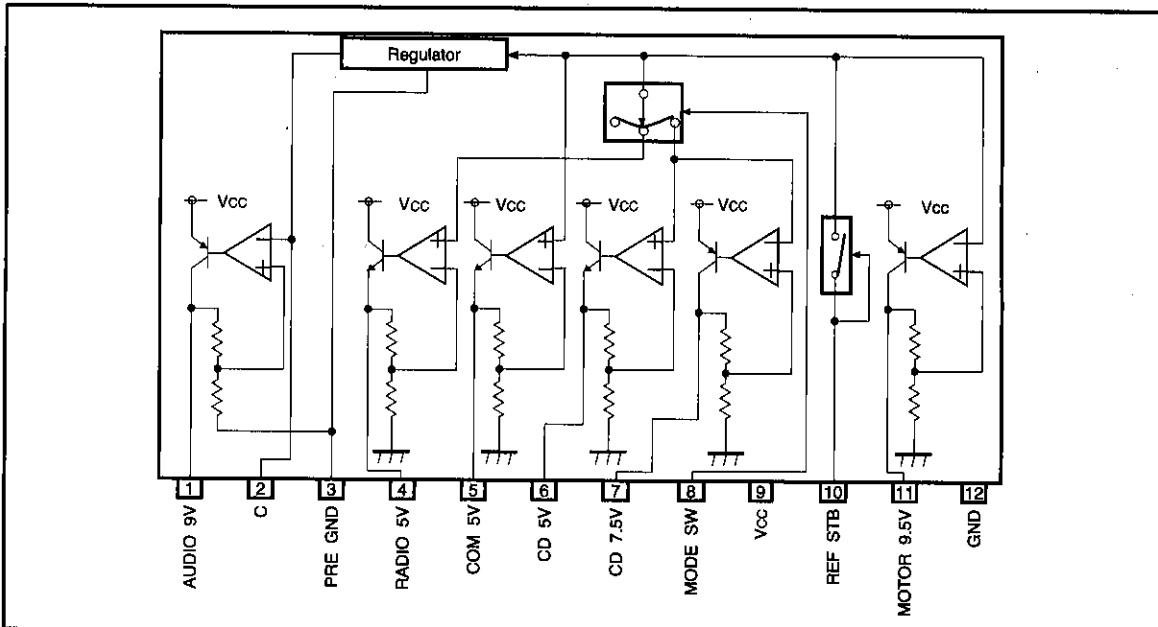 Regulator
Vcc
Vcc
Vcc
Vcc
Vcc
Vcc
1
2
3
4
5
6
7
8
9
10
11
12
AUDIO 9V
C
PRE GND
RADIO 5V
COM 5V
CD 5V
CD 7.5V
MODE SW
Vcc
REF STB
MOTOR 9.5V
GND